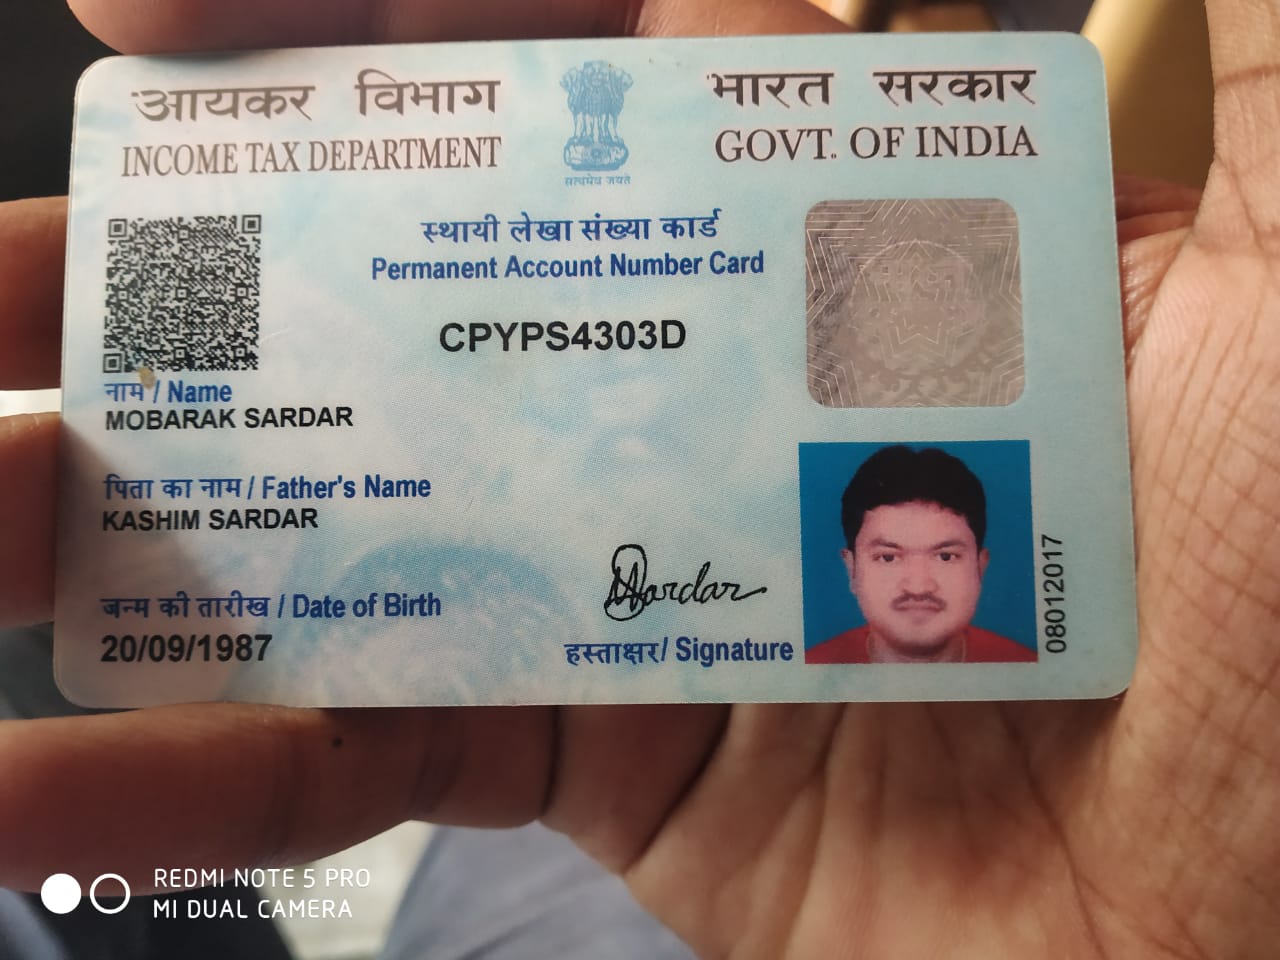 आयकर विभाग
INCOME TAX DEPARTMENT
सत्यमेव जयते
भारत सरकार
GOVT. OF INDIA
स्थायी लेखा संख्या कार्ड
Permanent Account Number Card
CPYPS4303D
नाम / Name
MOBARAK SARDAR
पिता का नाम / Father's Name
KASHIM SARDAR
जन्म की तारीख / Date of Birth
20/09/1987
Sardar
हस्ताक्षर/ Signature
08012017
REDMI NOTE 5 PRO
MI DUAL CAMERA